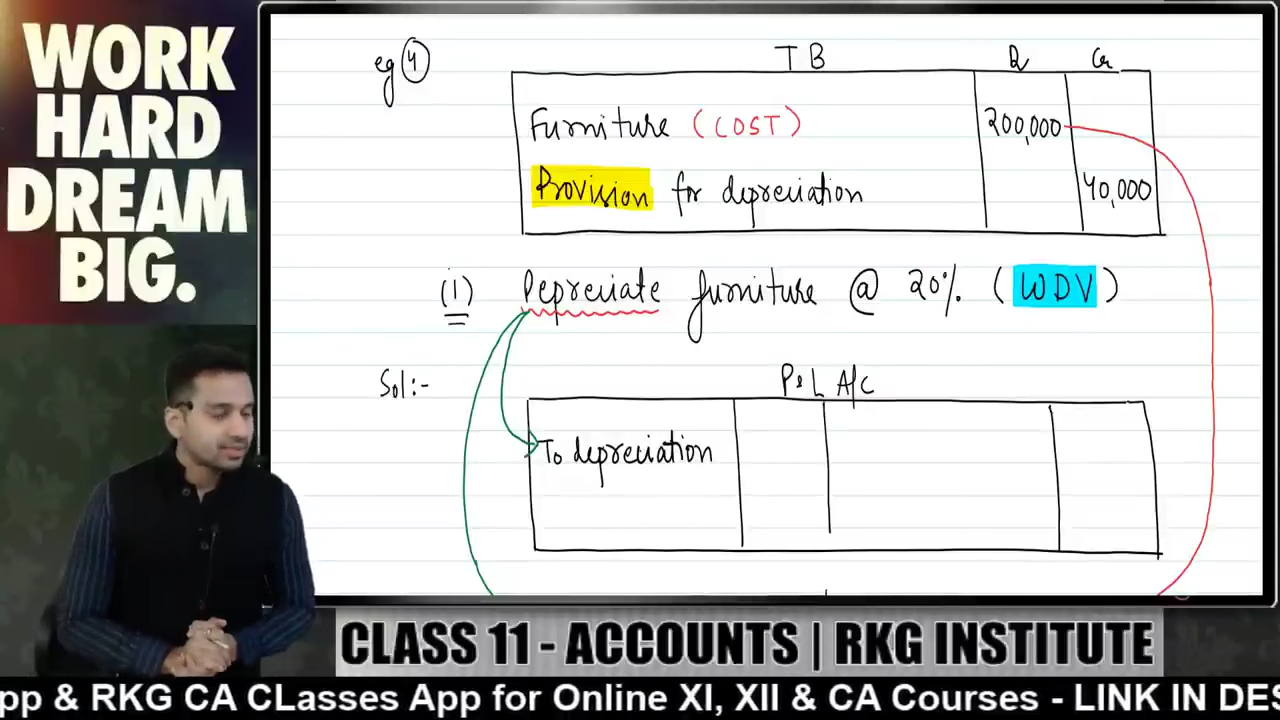 WORK
HARD
DREAM
BIG.
eg 4
T B Dr Cr
Furniture (COST) 200,000
Provision for depreciation 40,000
(i) Depreciate furniture @ 20% (WDV)
Sol:-
P&L A/C
To depreciation
CLASS 11 - ACCOUNTS | RKG INSTITUTE
pp & RKG CA CLasses App for Online XI, XII & CA Courses - LINK IN DES